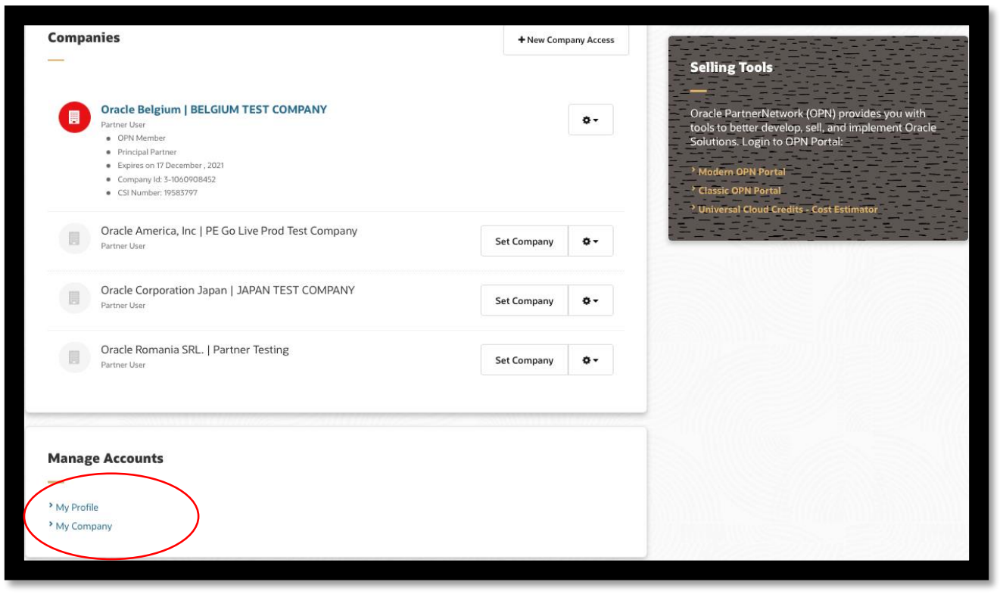 Companies
+ New Company Access
Oracle Belgium | BELGIUM TEST COMPANY
Partner User
OPN Member
Principal Partner
Expires on 17 December , 2021
Company Id: 3-1060908452
CSI Number: 19583797
Oracle America, Inc | PE Go Live Prod Test Company
Partner User
Set Company
Oracle Corporation Japan | JAPAN TEST COMPANY
Partner User
Set Company
Oracle Romania SRL. | Partner Testing
Partner User
Set Company
Manage Accounts
My Profile
My Company
Selling Tools
Oracle PartnerNetwork (OPN) provides you with
tools to better develop, sell, and implement Oracle
Solutions. Login to OPN Portal:
Modern OPN Portal
Classic OPN Portal
Universal Cloud Credits - Cost Estimator